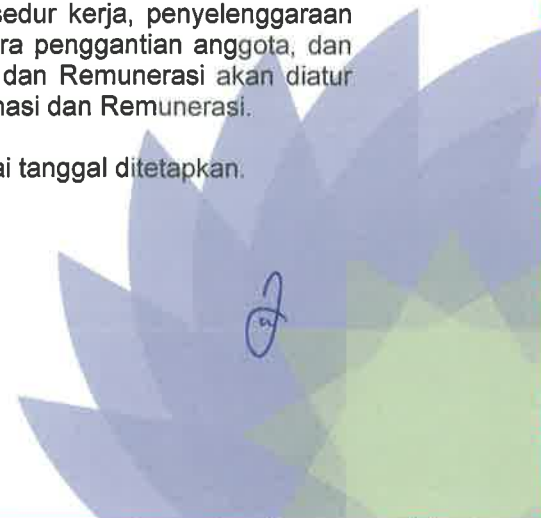 sedur kerja, penyelenggaraan
ra penggantian anggota, dan
dan Remunerasi akan diatur
nasi dan Remunerasi.
ai tanggal ditetapkan.